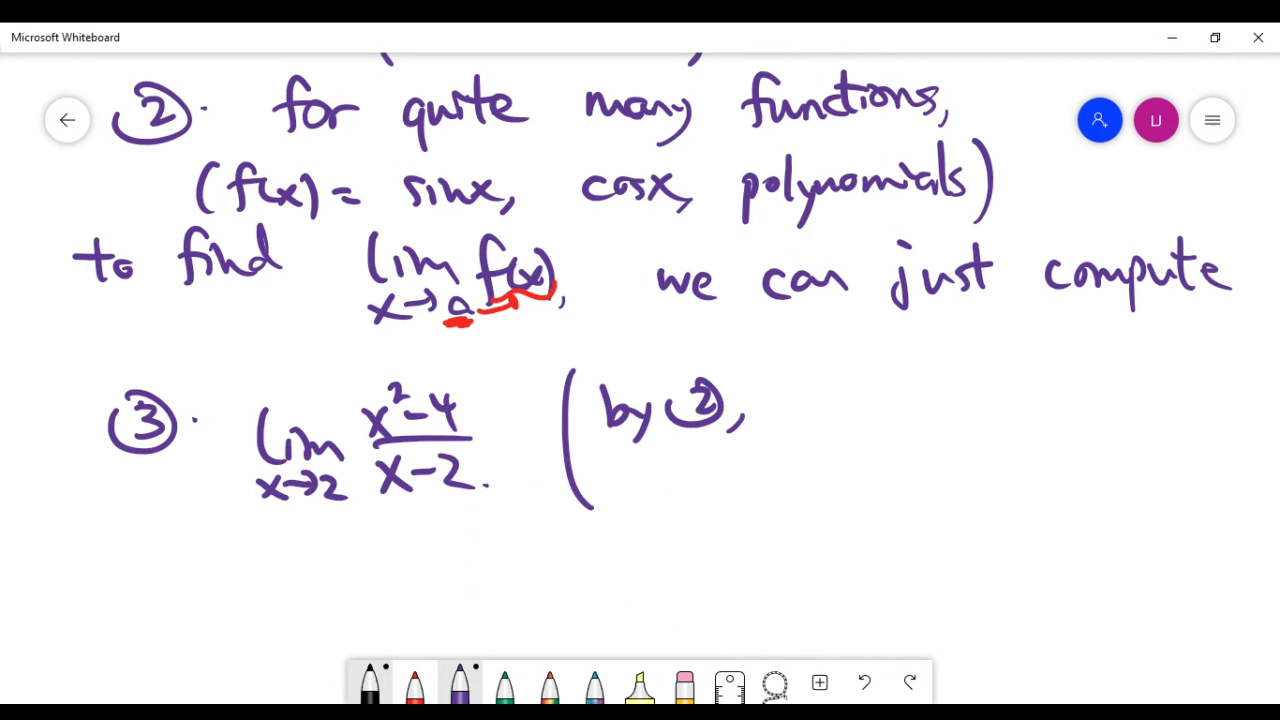 Microsoft Whiteboard
②. for quite many functions,
(f(x) = sinx, cosx, polynomials)
to find lim x→a f(x), we can just compute
③. lim x→2 x²-4 / x-2. (by ②,
LJ